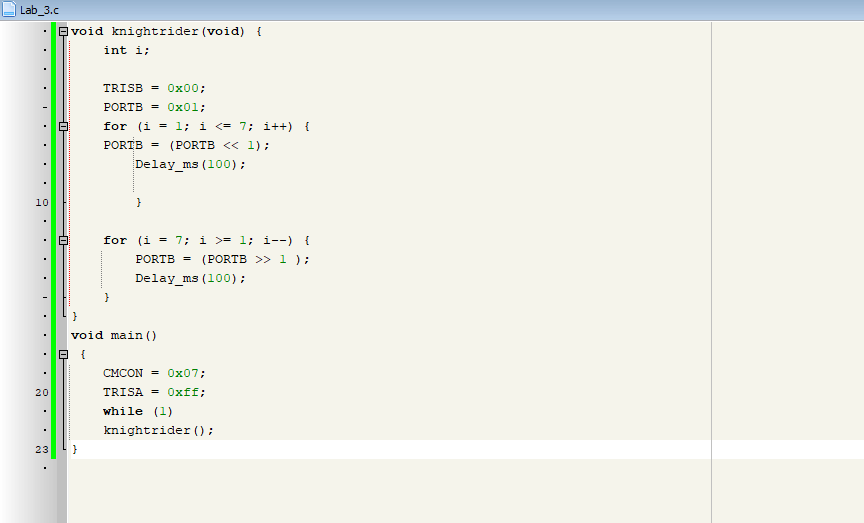 Lab_3.c
void knightrider(void) {
    int i;

    TRISB = 0x00;
    PORTB = 0x01;
    for (i = 1; i <= 7; i++) {
    PORTB = (PORTB << 1);
        Delay_ms(100);

10        }

    for (i = 7; i >= 1; i--) {
        PORTB = (PORTB >> 1 );
        Delay_ms(100);
    }
}
void main()
 {
    CMCON = 0x07;
20    TRISA = 0xff;
    while (1)
    knightrider();
23 }